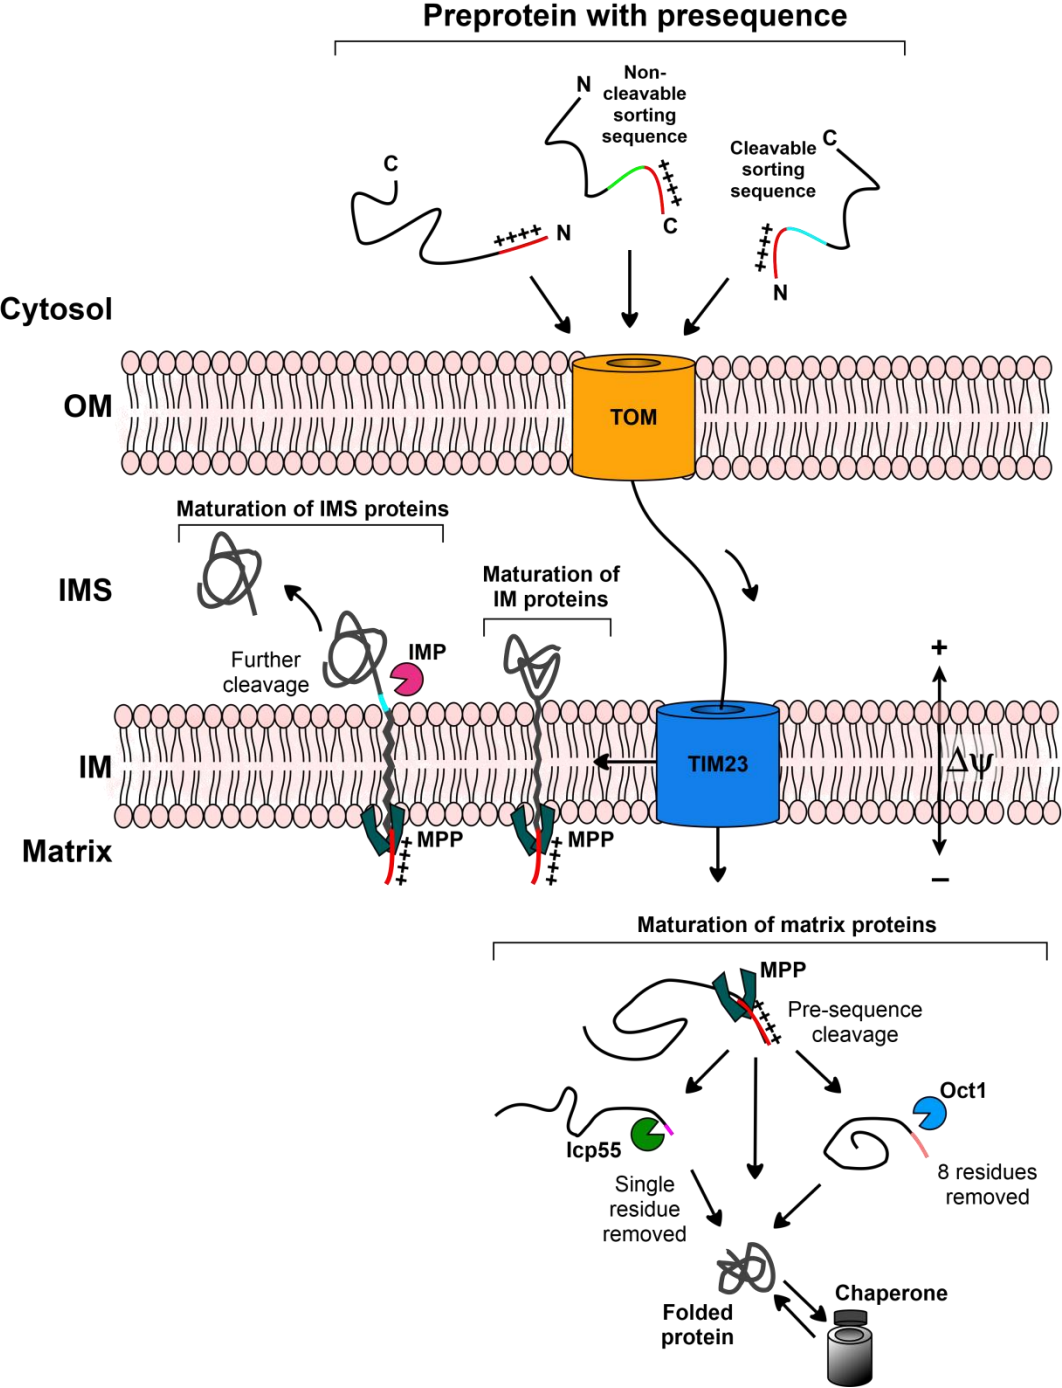 Preprotein with presequence
N
Non-
cleavable
sorting
sequence
++++
C
C
++++
N
Cleavable
sorting
sequence
C
++++
N
Cytosol
OM
TOM
Maturation of IMS proteins
IMS
Maturation of
IM proteins
Further
cleavage
IMP
+
IM
TIM23
Δψ
Matrix
MPP
++++
MPP
++++
–
Maturation of matrix proteins
MPP
++++
Pre-sequence
cleavage
Oct1
Icp55
8 residues
removed
Single
residue
removed
Folded
protein
Chaperone